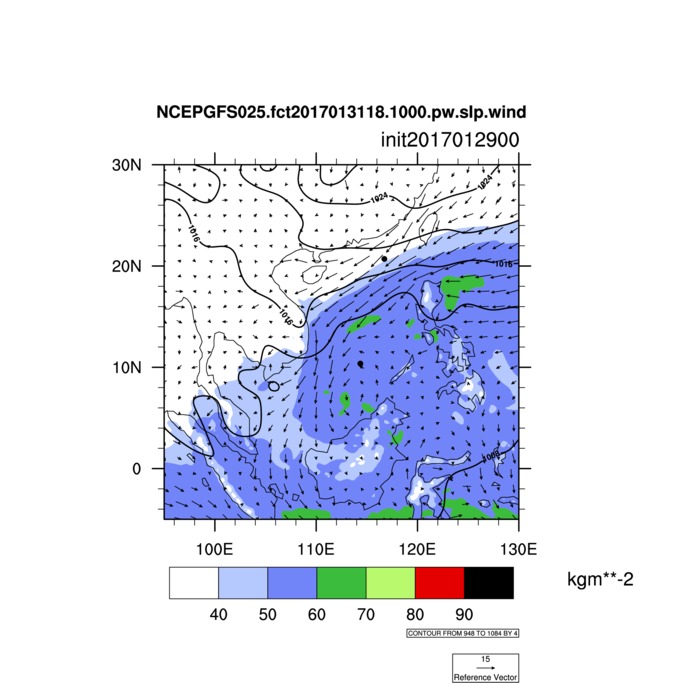 NCEPGFS025.fct2017013118.1000.pw.slp.wind
init2017012900
30N
1024
1024
1016
20N
1016
1016
10N
1008
0
100E 110E 120E 130E
40 50 60 70 80 90
kgm**-2
CONTOUR FROM 948 TO 1084 BY 4
15
Reference Vector